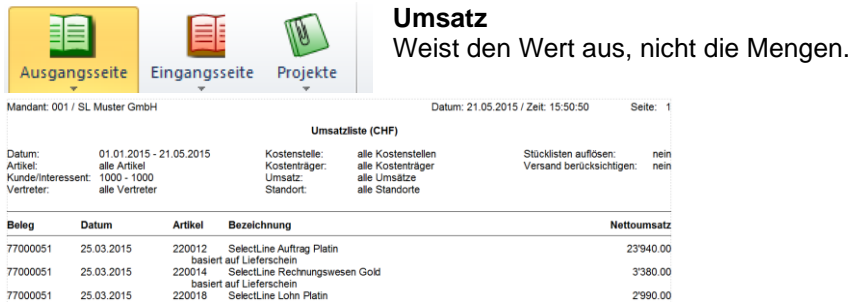 Umsatz
Weist den Wert aus, nicht die Mengen.
Ausgangsseite Eingangsseite Projekte
Mandant: 001 / SL Muster GmbH Datum: 21.05.2015 / Zeit: 15:50:50 Seite: 1
Umsatzliste (CHF)
Datum: 01.01.2015 - 21.05.2015 Kostenstelle: alle Kostenstellen Stücklisten auflösen: nein
Artikel: alle Artikel Kostenträger: alle Kostenträger Versand berücksichtigen: nein
Kunde/Interessent: 1000 - 1000 Umsatz: alle Umsätze
Vertreter: alle Vertreter Standort: alle Standorte
Beleg Datum Artikel Bezeichnung Nettoumsatz
77000051 25.03.2015 220012 SelectLine Auftrag Platin 23'940.00
basiert auf Lieferschein
77000051 25.03.2015 220014 SelectLine Rechnungswesen Gold 3'380.00
basiert auf Lieferschein
77000051 25.03.2015 220018 SelectLine Lohn Platin 2'990.00